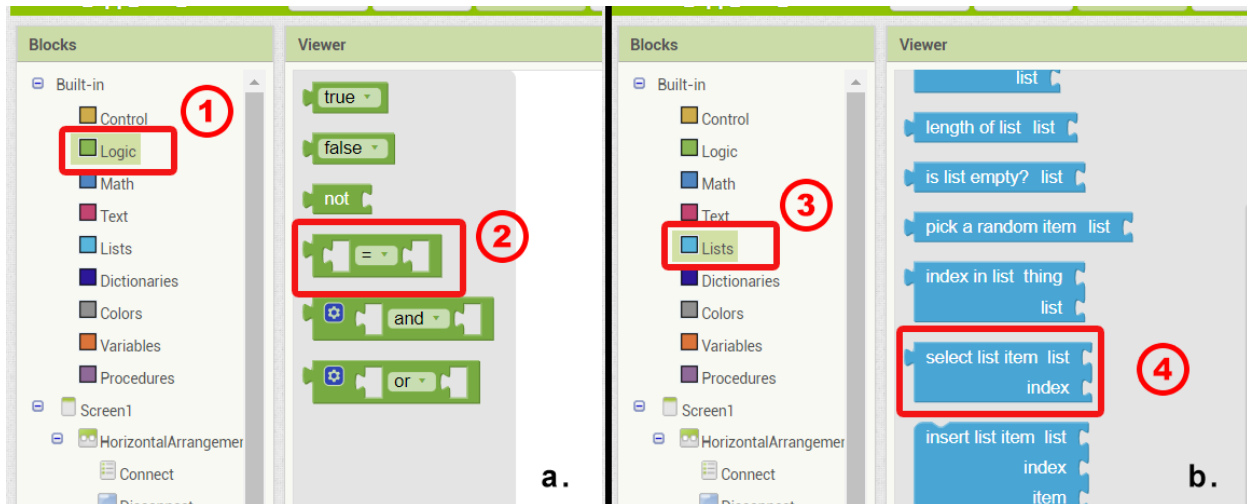 Blocks
Viewer
Built-in
Control
1
Logic
Math
Text
Lists
Dictionaries
Colors
Variables
Procedures
Screen1
HorizontalArrangemer
Connect
true
false
not
=
2
and
or
a.
Blocks
Viewer
Built-in
Control
Logic
Math
Text
3
Lists
Dictionaries
Colors
Variables
Procedures
Screen1
HorizontalArrangemer
Connect
list
length of list list
is list empty? list
pick a random item list
index in list thing
list
select list item list
index
4
insert list item list
index
item
b.